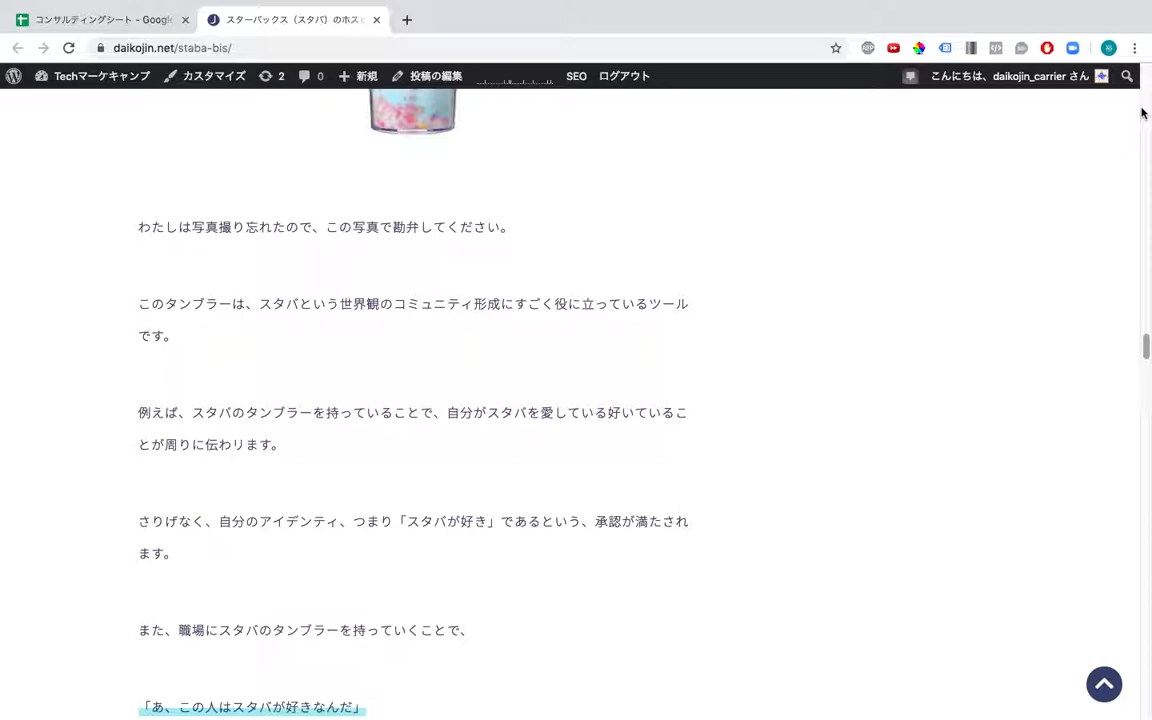 コンサルティングシート - Googl
スターバックス（スタバ）のホス
daikojin.net/staba-bis/
Techマーケキャンプ カスタマイズ 2 0 新規 投稿の編集 SEO ログアウト こんにちは、daikojin_carrier さん
わたしは写真撮り忘れたので、この写真で勘弁してください。
このタンブラーは、スタバという世界観のコミュニティ形成にすごく役に立っているツール
です。
例えば、スタバのタンブラーを持っていることで、自分がスタバを愛している好いているこ
とが周りに伝わります。
さりげなく、自分のアイデンティ、つまり「スタバが好き」であるという、承認が満たされ
ます。
また、職場にスタバのタンブラーを持っていくことで、
「あ、この人はスタバが好きなんだ」